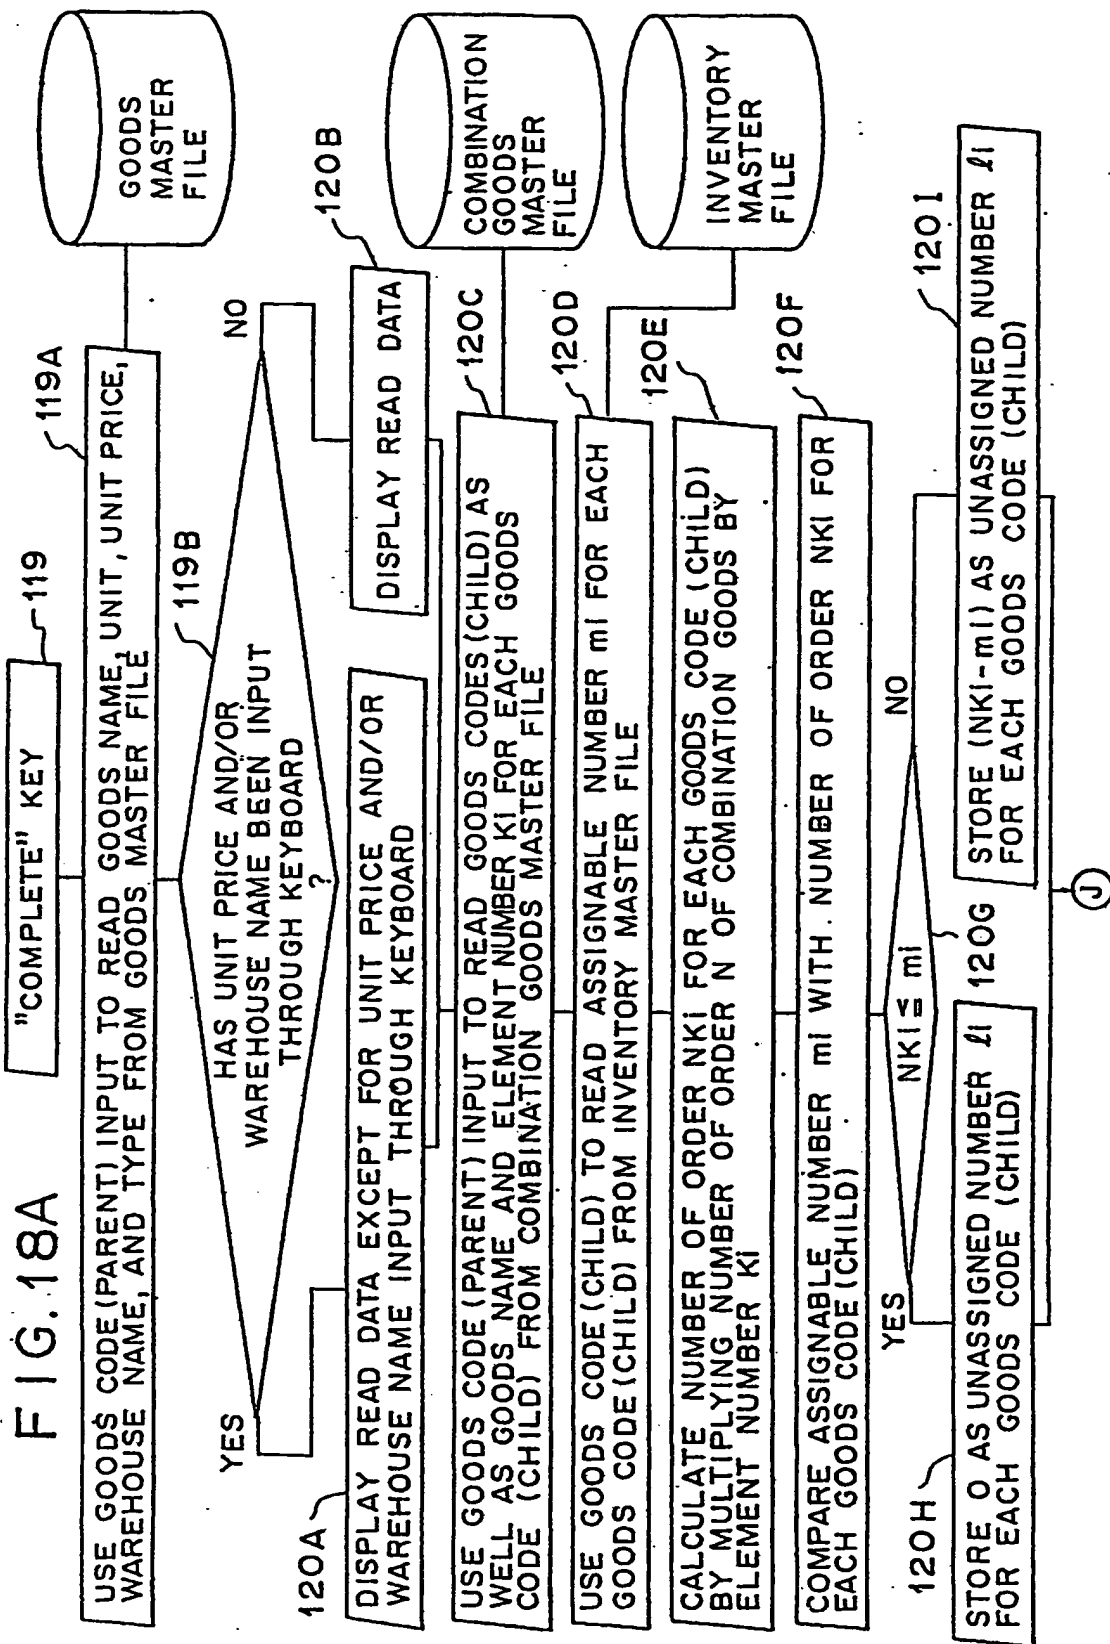 FIG. 18A
"COMPLETE" KEY
119
USE GOODS CODE (PARENT) INPUT TO READ GOODS NAME, UNIT, UNIT PRICE,
WAREHOUSE NAME, AND TYPE FROM GOODS MASTER FILE
119A
GOODS
MASTER
FILE
HAS UNIT PRICE AND/OR
WAREHOUSE NAME BEEN INPUT
THROUGH KEYBOARD
?
119B
YES
NO
120A
DISPLAY READ DATA EXCEPT FOR UNIT PRICE AND/OR
WAREHOUSE NAME INPUT THROUGH KEYBOARD
DISPLAY READ DATA
120B
USE GOODS CODE (PARENT) INPUT TO READ GOODS CODES (CHILD) AS
WELL AS GOODS NAME AND ELEMENT NUMBER Ki FOR EACH GOODS
CODE (CHILD) FROM COMBINATION GOODS MASTER FILE
120C
COMBINATION
GOODS
MASTER
FILE
USE GOODS CODE (CHILD) TO READ ASSIGNABLE NUMBER mi FOR EACH
GOODS CODE (CHILD) FROM INVENTORY MASTER FILE
120D
INVENTORY
MASTER
FILE
CALCULATE NUMBER OF ORDER NKi FOR EACH GOODS CODE (CHILD)
BY MULTIPLYING NUMBER OF ORDER N OF COMBINATION GOODS BY
ELEMENT NUMBER Ki
120E
COMPARE ASSIGNABLE NUMBER mi WITH NUMBER OF ORDER NKi FOR
EACH GOODS CODE (CHILD)
120F
NKi ≦ mi
120G
YES
NO
120H
STORE 0 AS UNASSIGNED NUMBER ℓi
FOR EACH GOODS CODE (CHILD)
STORE (NKi-mi) AS UNASSIGNED NUMBER ℓi
FOR EACH GOODS CODE (CHILD)
120I
J